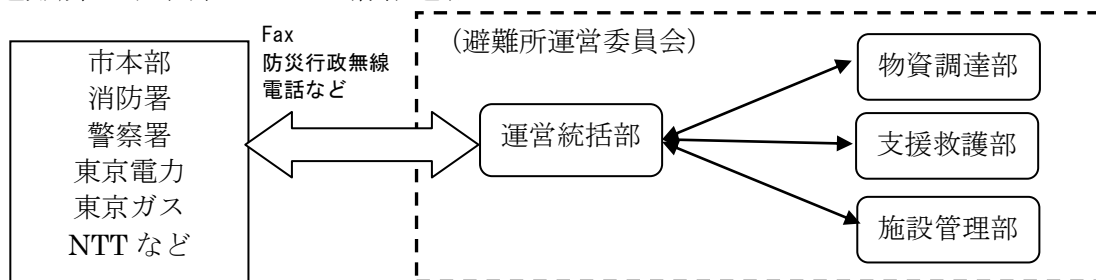 市本部
消防署
警察署
東京電力
東京ガス
NTT など
Fax
防災行政無線
電話など
(避難所運営委員会)
運営統括部
物資調達部
支援救護部
施設管理部